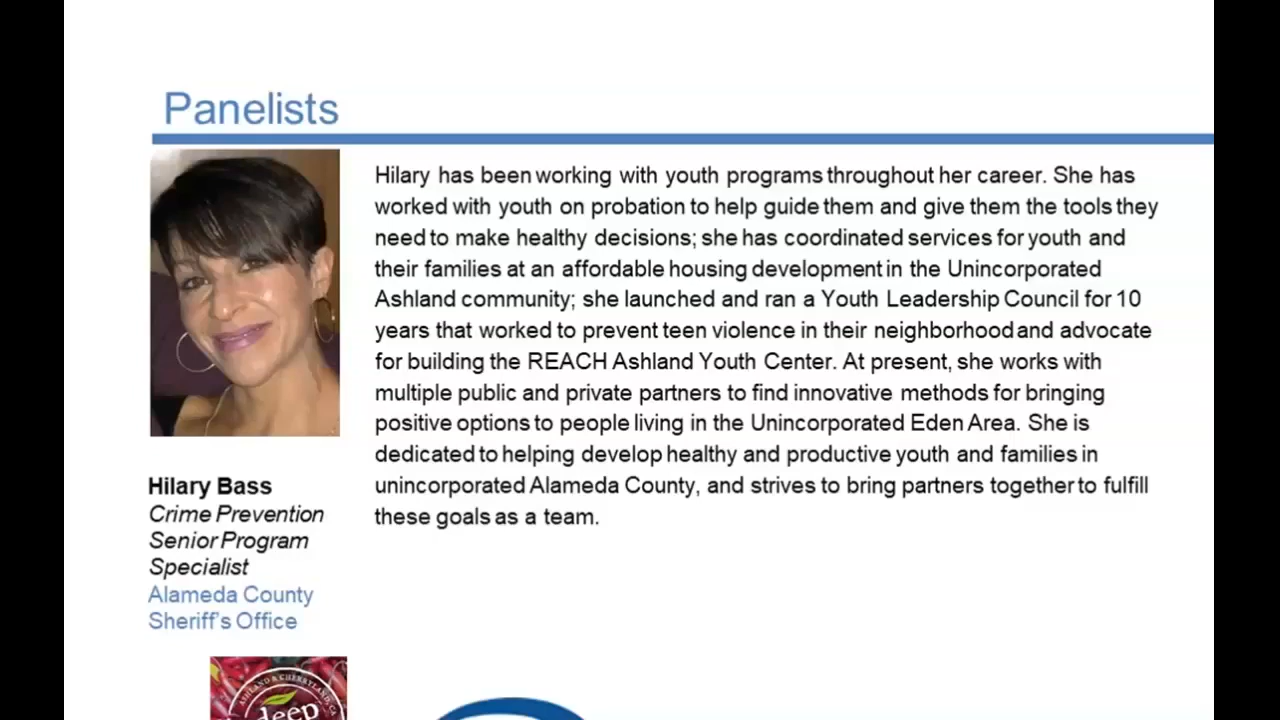 Panelists
Hilary has been working with youth programs throughout her career. She has
worked with youth on probation to help guide them and give them the tools they
need to make healthy decisions; she has coordinated services for youth and
their families at an affordable housing development in the Unincorporated
Ashland community; she launched and ran a Youth Leadership Council for 10
years that worked to prevent teen violence in their neighborhood and advocate
for building the REACH Ashland Youth Center. At present, she works with
multiple public and private partners to find innovative methods for bringing
positive options to people living in the Unincorporated Eden Area. She is
dedicated to helping develop healthy and productive youth and families in
unincorporated Alameda County, and strives to bring partners together to fulfill
these goals as a team.
Hilary Bass
Crime Prevention
Senior Program
Specialist
Alameda County
Sheriff's Office
ASHLAND & CHERRYLAND, CA
deep